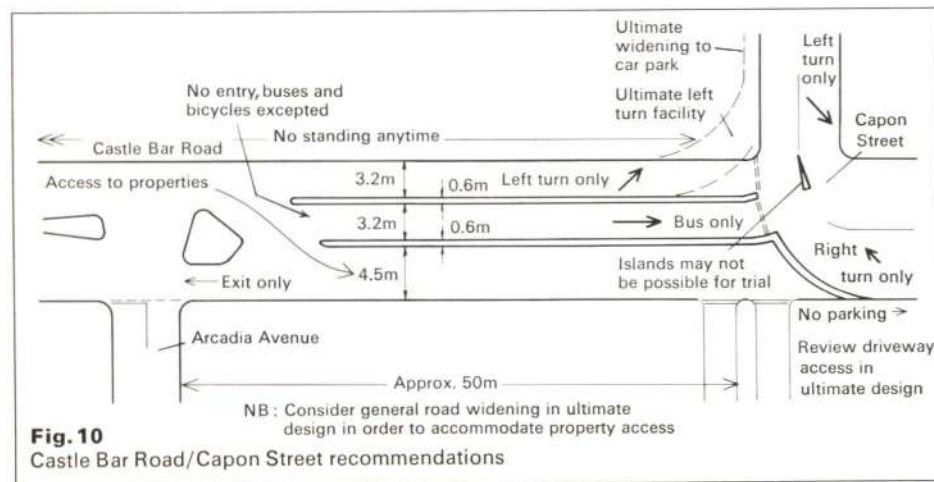 Ultimate
widening to
car park
Left
turn
only
No entry, buses and
bicycles excepted
Ultimate left
turn facility
Capon
Street
No standing anytime
Castle Bar Road
Access to properties
3.2m
0.6m
Left turn only
3.2m
0.6m
Bus only
4.5m
Islands may not
be possible for trial
Right
turn only
Exit only
No parking
Arcadia Avenue
Review driveway
access in
ultimate design
Approx. 50m
NB: Consider general road widening in ultimate
design in order to accommodate property access
Fig. 10
Castle Bar Road/Capon Street recommendations